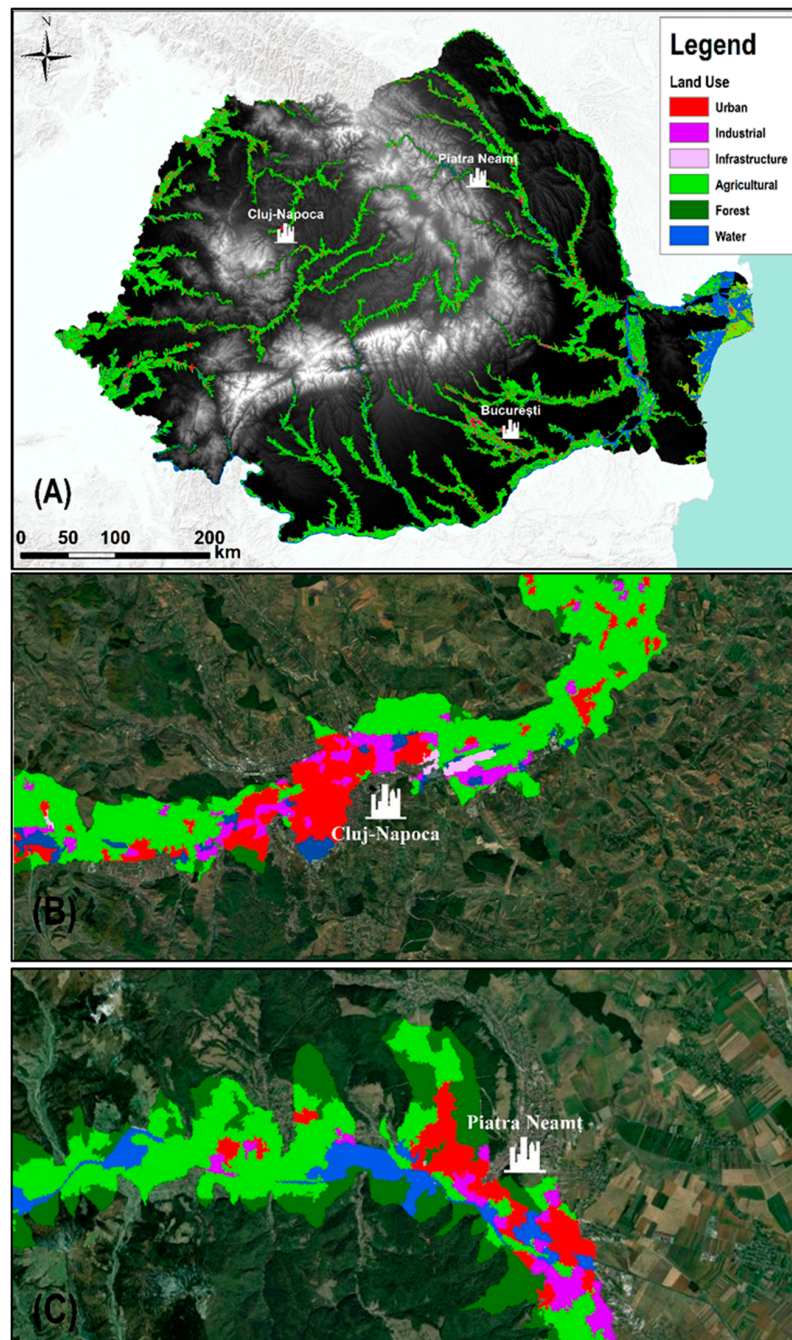 Legend
Land Use
Urban
Industrial
Infrastructure
Agricultural
Forest
Water
Piatra Neamț
Cluj-Napoca
București
(A)
0 50 100 200
km
Cluj-Napoca
(B)
Piatra Neamț
(C)